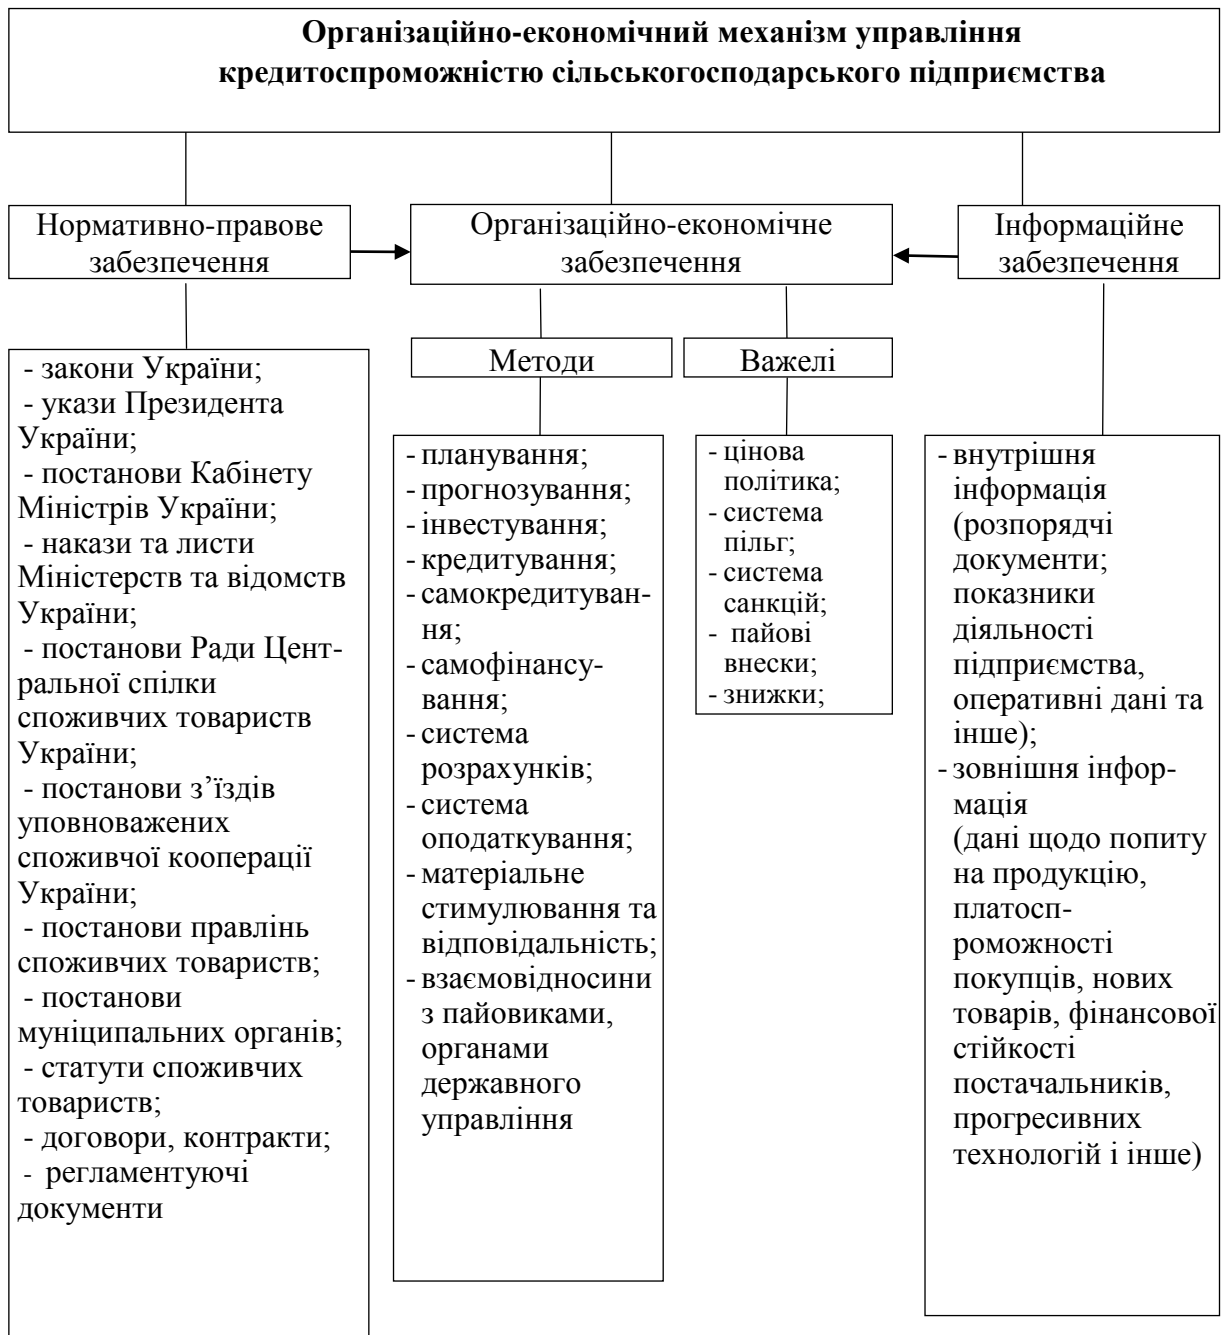 Організаційно-економічний механізм управління
кредитоспроможністю сільськогосподарського підприємства
Нормативно-правове
забезпечення
Організаційно-економічне
забезпечення
Інформаційне
забезпечення
Методи
Важелі
- закони України;
- укази Президента
України;
- постанови Кабінету
Міністрів України;
- накази та листи
Міністерств та відомств
України;
- постанови Ради Цент-
ральної спілки
споживчих товариств
України;
- постанови з’їздів
уповноважених
споживчої кооперації
України;
- постанови правлінь
споживчих товариств;
- постанови
муніципальних органів;
- статути споживчих
товариств;
- договори, контракти;
- регламентуючі
документи
- планування;
- прогнозування;
- інвестування;
- кредитування;
- самокредитуван-
ня;
- самофінансу-
вання;
- система
розрахунків;
- система
оподаткування;
- матеріальне
стимулювання та
відповідальність;
- взаємовідносини
з пайовиками,
органами
державного
управління
- цінова
політика;
- система
пільг;
- система
санкцій;
- пайові
внески;
- знижки;
- внутрішня
інформація
(розпорядчі
документи;
показники
діяльності
підприємства,
оперативні дані та
інше);
- зовнішня інфор-
мація
(дані щодо попиту
на продукцію,
платосп-
роможності
покупців, нових
товарів, фінансової
стійкості
постачальників,
прогресивних
технологій і інше)